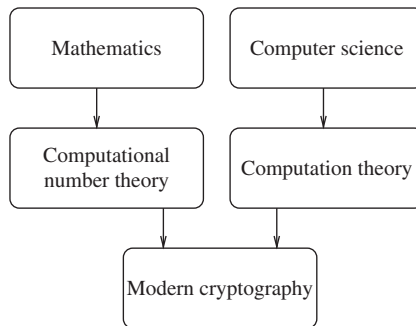 Mathematics
Computer science
Computational
number theory
Computation theory
Modern cryptography